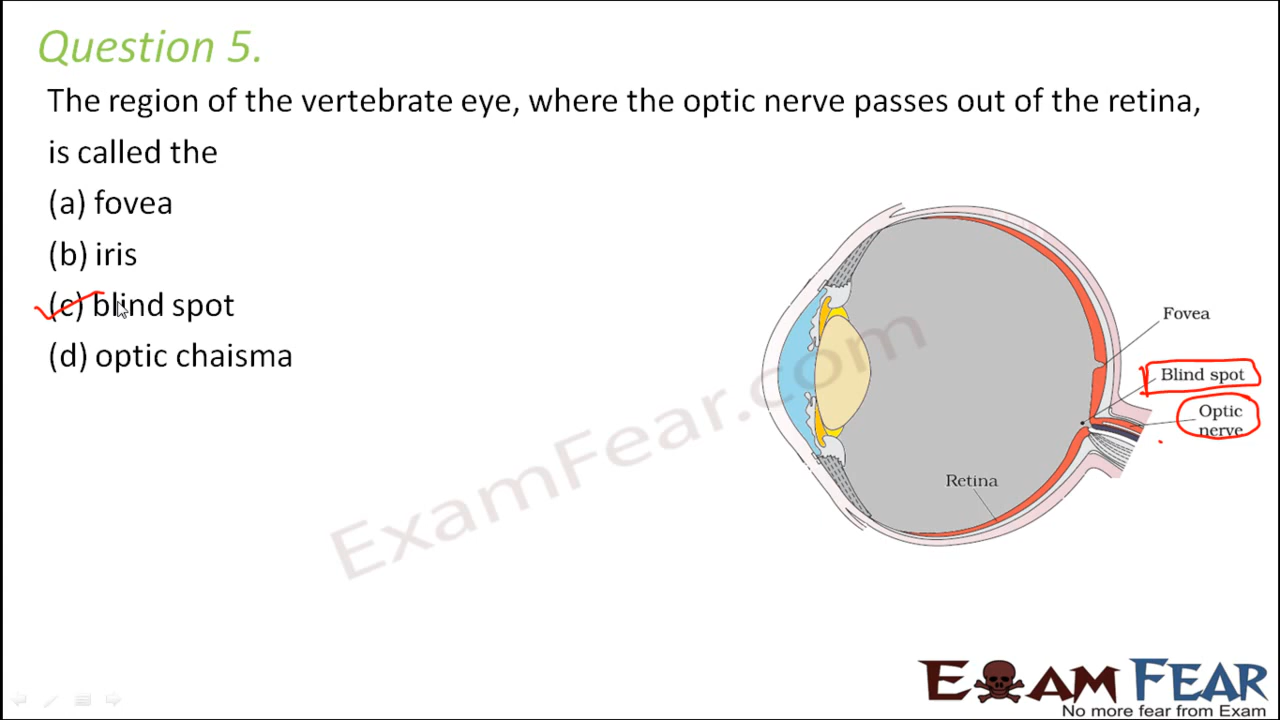 Question 5.
The region of the vertebrate eye, where the optic nerve passes out of the retina,
is called the
(a) fovea
(b) iris
(c) blind spot
(d) optic chaisma
Fovea
Blind spot
Optic
nerve
Retina
ExamFear.com
EXAM FEAR
No more fear from Exam